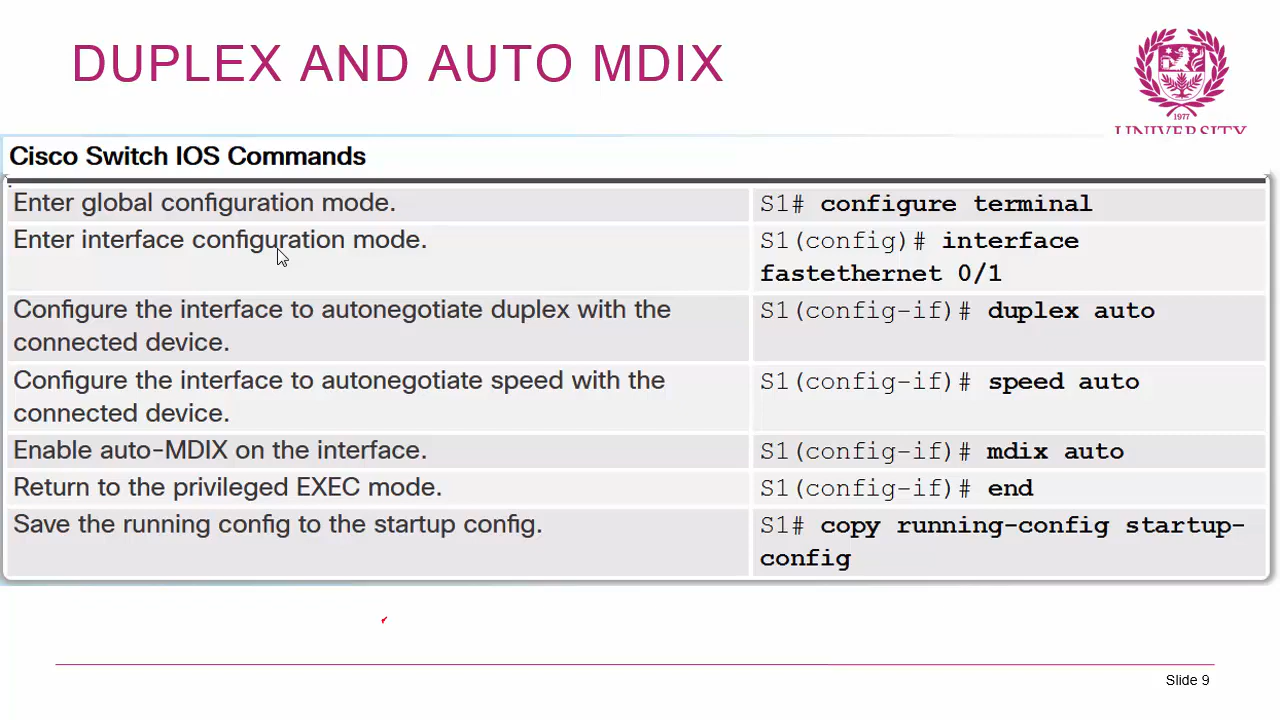 DUPLEX AND AUTO MDIX
1977
UNIVERSITY
Cisco Switch IOS Commands
Enter global configuration mode.
S1# configure terminal
Enter interface configuration mode.
S1(config)# interface
fastethernet 0/1
Configure the interface to autonegotiate duplex with the
connected device.
S1(config-if)# duplex auto
Configure the interface to autonegotiate speed with the
connected device.
S1(config-if)# speed auto
Enable auto-MDIX on the interface.
S1(config-if)# mdix auto
Return to the privileged EXEC mode.
S1(config-if)# end
Save the running config to the startup config.
S1# copy running-config startup-
config
Slide 9